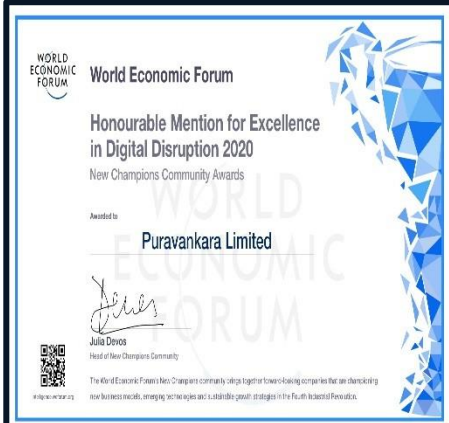 WORLD
ECONOMIC
FORUM
World Economic Forum
Honourable Mention for Excellence
in Digital Disruption 2020
New Champions Community Awards
Awarded to
Puravankara Limited
WORLD
ECONOMIC
FORUM
Julia Devos
Head of New Champions Community
The World Economic Forum's New Champions community brings together forward-looking companies that are championing
new business models, emerging technologies and sustainable growth strategies in the Fourth Industrial Revolution.